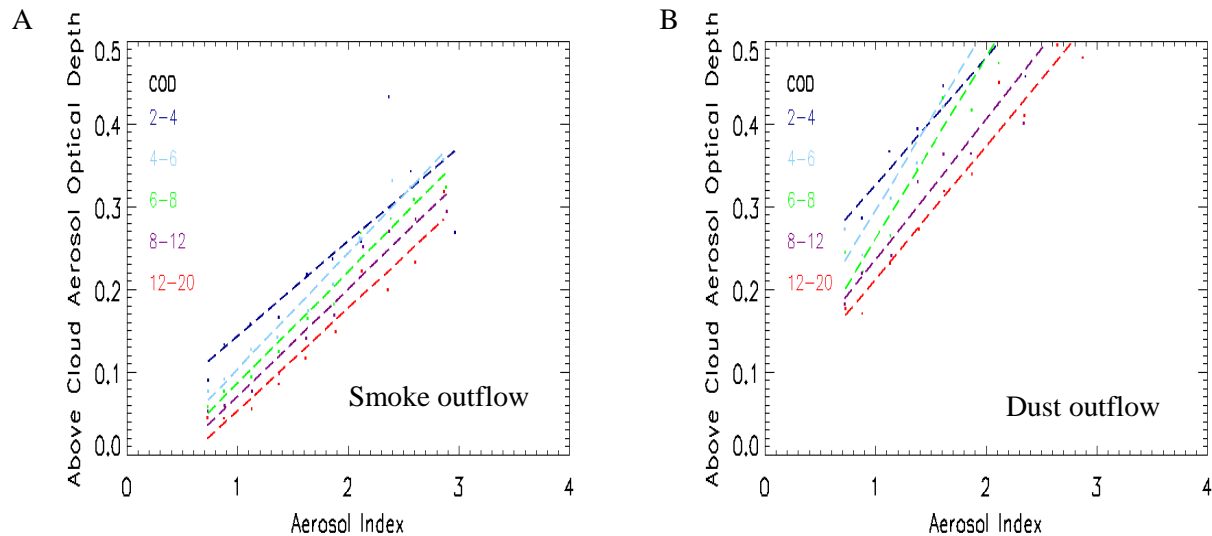 A
Above Cloud Aerosol Optical Depth
0.5
0.4
0.3
0.2
0.1
0.0
COD
2-4
4-6
6-8
8-12
12-20
Smoke outflow
0 1 2 3 4
Aerosol Index
B
Above Cloud Aerosol Optical Depth
0.5
0.4
0.3
0.2
0.1
0.0
COD
2-4
4-6
6-8
8-12
12-20
Dust outflow
0 1 2 3 4
Aerosol Index